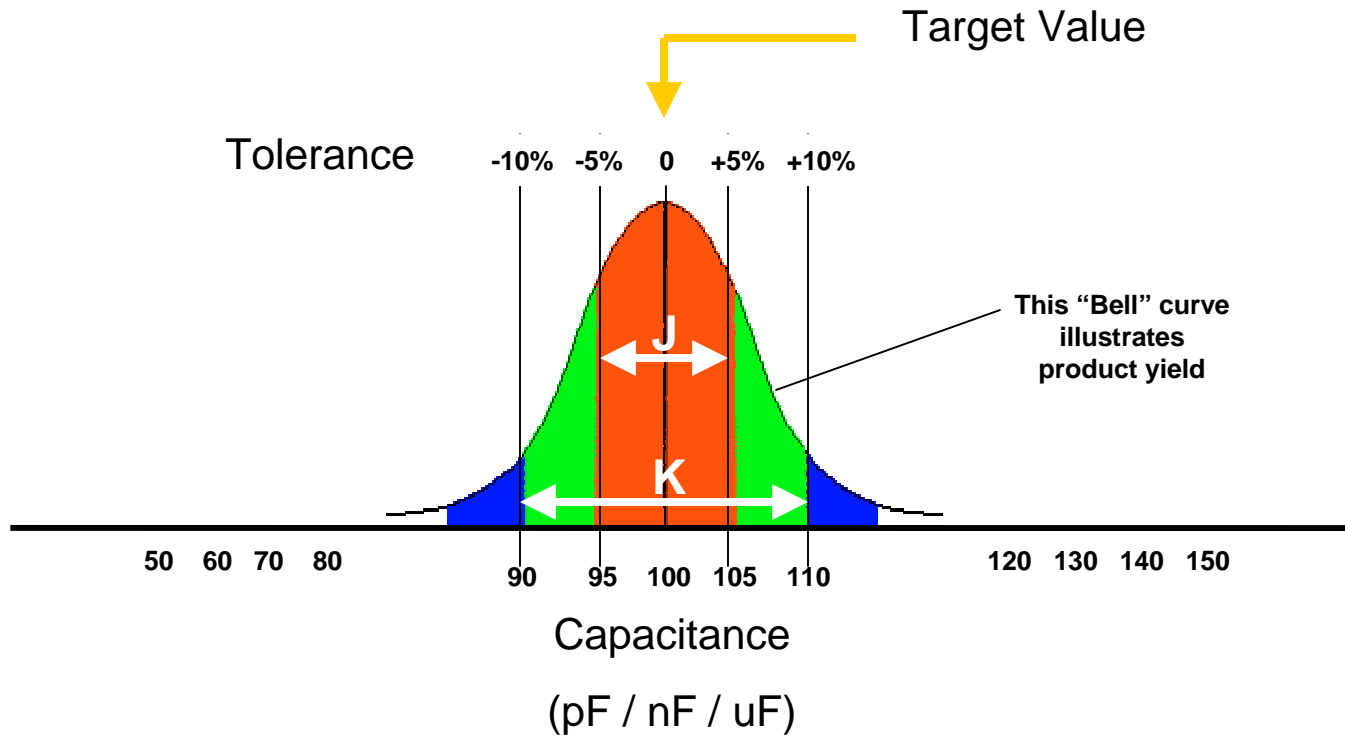 Target Value
Tolerance -10% -5% 0 +5% +10%
This “Bell” curve
illustrates
product yield
J
K
50 60 70 80 90 95 100 105 110 120 130 140 150
Capacitance
(pF / nF / uF)